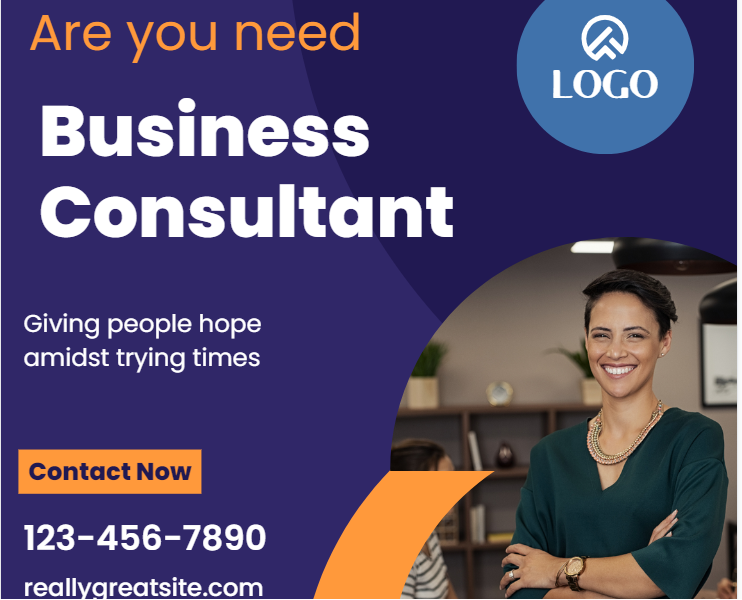 Are you need
LOGO
Business
Consultant
Giving people hope
amidst trying times
Contact Now
123-456-7890
reallygreatsite.com